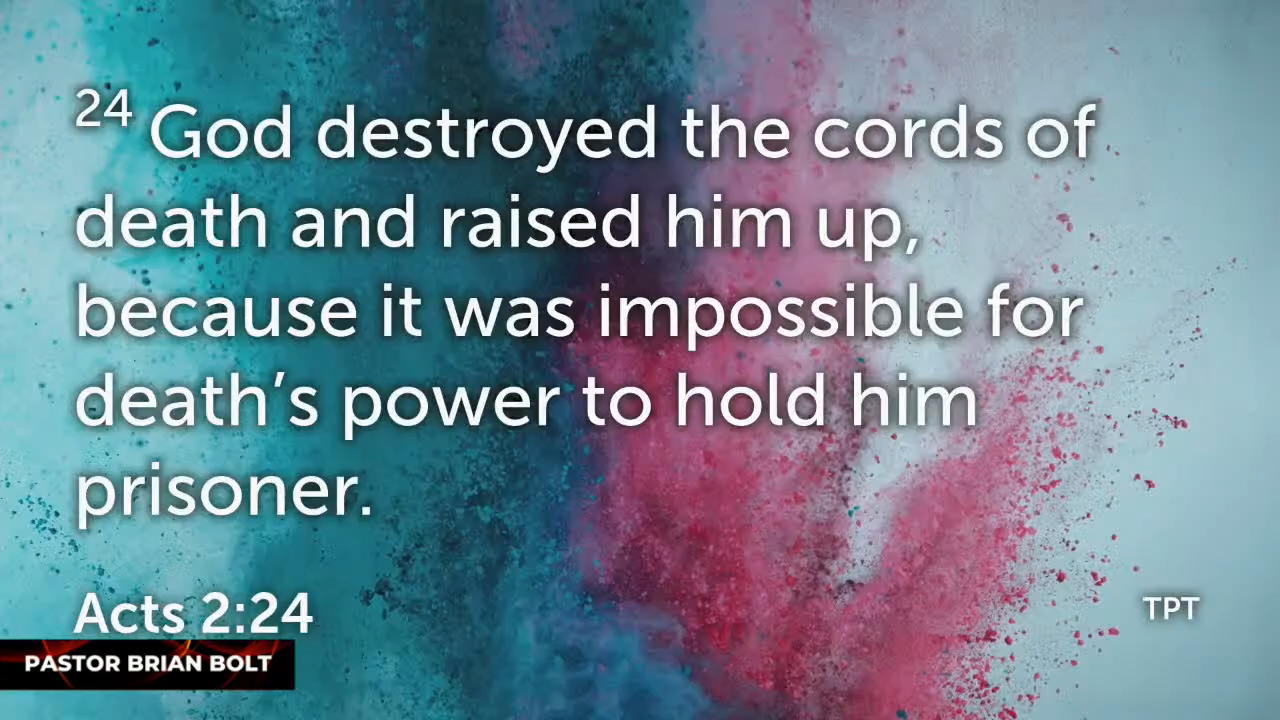 24 God destroyed the cords of
death and raised him up,
because it was impossible for
death’s power to hold him
prisoner.
Acts 2:24
TPT
PASTOR BRIAN BOLT